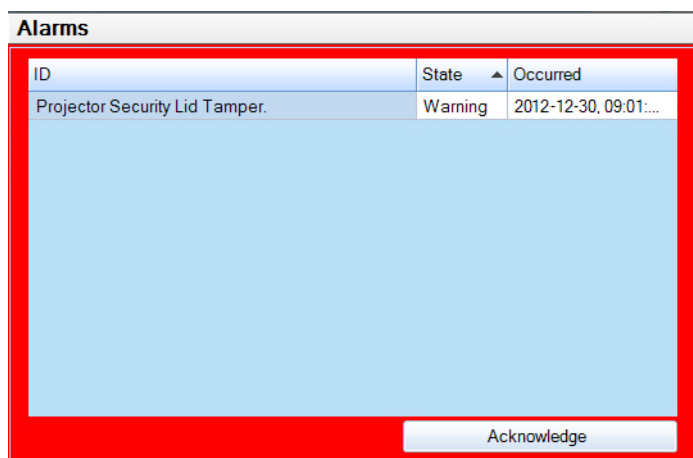 Alarms
ID State Occurred
Projector Security Lid Tamper. Warning 2012-12-30, 09:01:...
Acknowledge